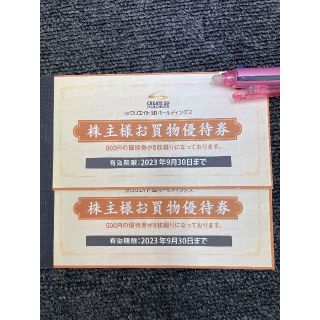 CREATE SD
HOLDINGS
㈱クリエイトSDホールディングス
株主様お買物優待券
500円の優待券が8枚綴りになっております。
有効期限：2023年9月30日まで
株主様お買物優待券
500円の優待券が8枚綴りになっております。
有効期限：2023年9月30日まで